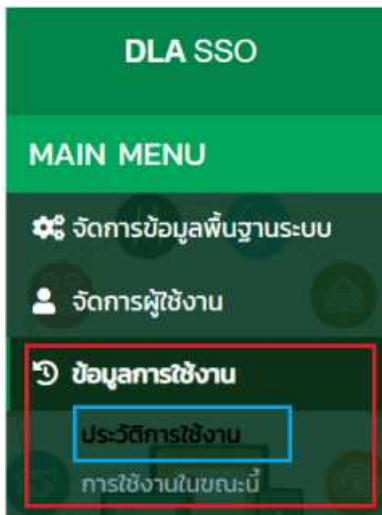 DLA SSO
MAIN MENU
จัดการข้อมูลพื้นฐานระบบ
จัดการผู้ใช้งาน
ข้อมูลการใช้งาน
ประวัติการใช้งาน
การใช้งานในขณะนี้